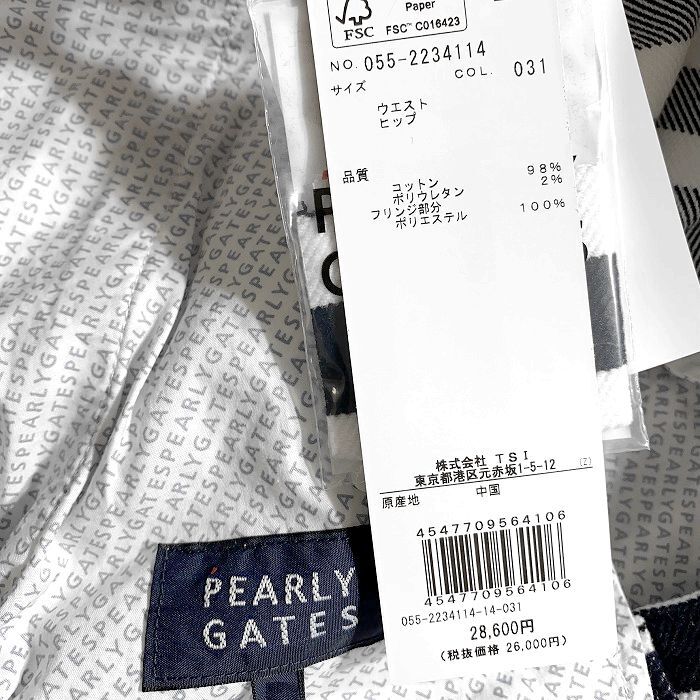 FSC
Paper
FSC™ C016423
NO. 055-2234114
COL. 031
サイズ
ウエスト
ヒップ
品質
コットン 98%
ポリウレタン 2%
フリンジ部分
ポリエステル 100%
株式会社 TSI
東京都港区元赤坂1-5-12 (Z)
原産地 中国
4547709564106
4547709564106
055-2234114-14-031
28,600円
(税抜価格 26,000円)
PEARLY
GATES